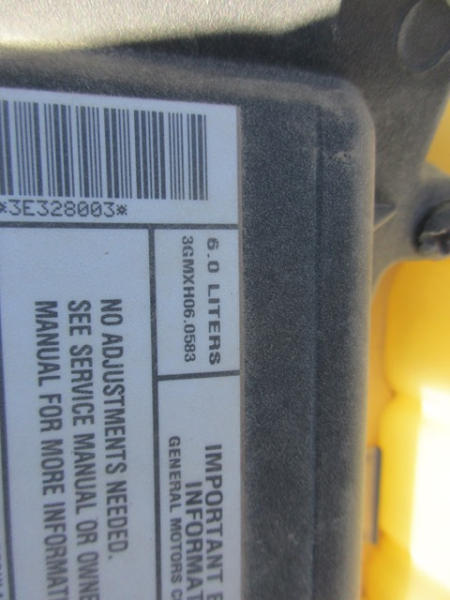 *3E328003*
6.0 LITERS
3GMXH06.0583
IMPORTANT
INFORMAT
GENERAL MOTORS C
NO ADJUSTMENTS NEEDED.
SEE SERVICE MANUAL OR OWNE
MANUAL FOR MORE INFORMATI